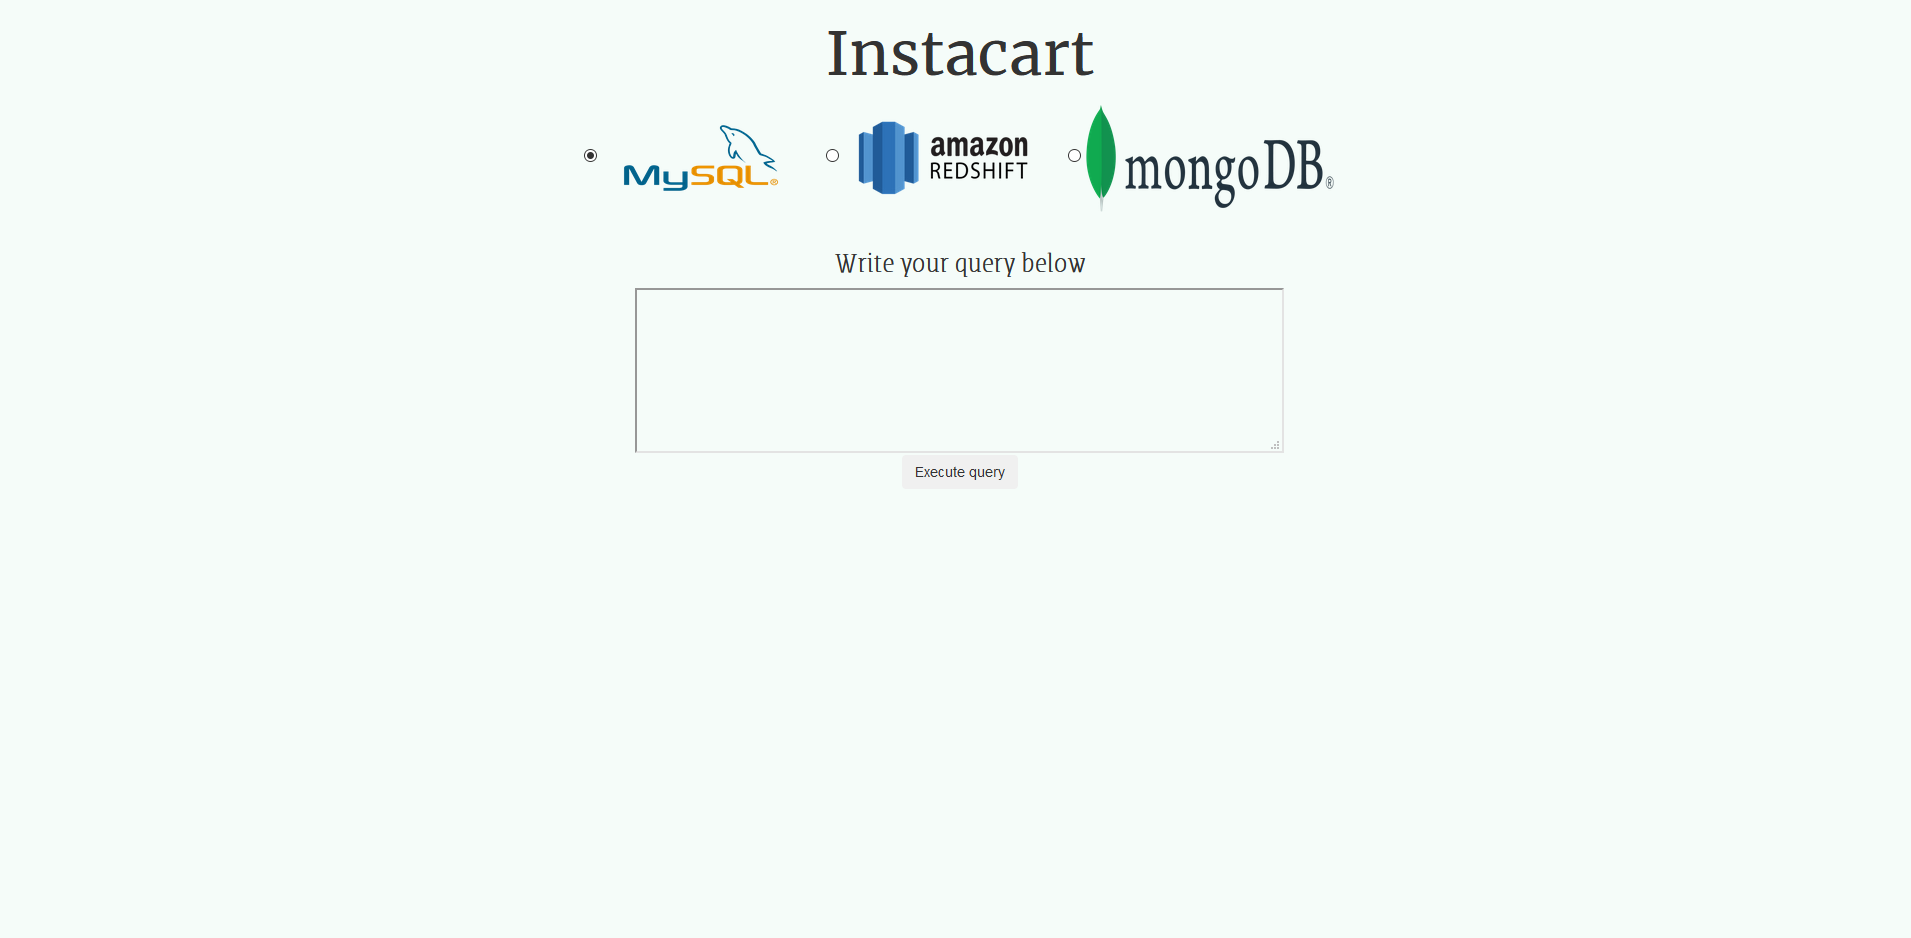 Instacart
MySQL®
amazon
REDSHIFT
mongoDB®
Write your query below
Execute query